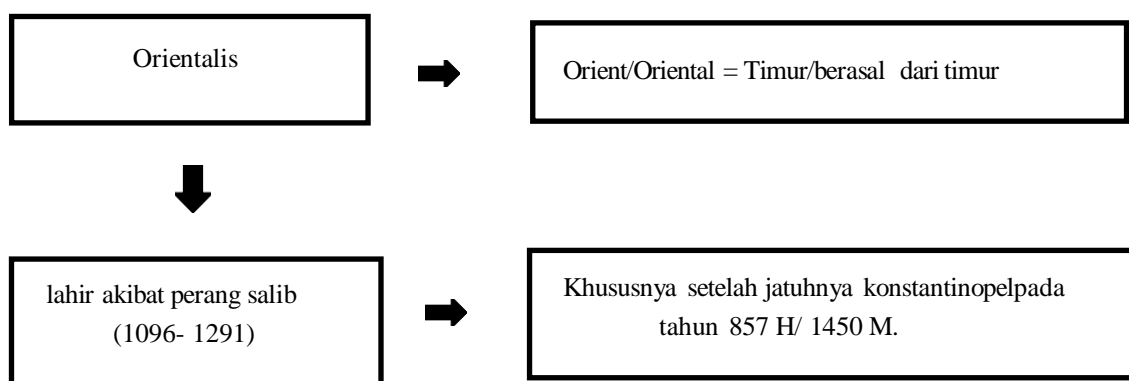 Orientalis
Orient/Oriental = Timur/berasal dari timur
lahir akibat perang salib
(1096- 1291)
Khususnya setelah jatuhnya konstantinopelpada
tahun 857 H/ 1450 M.